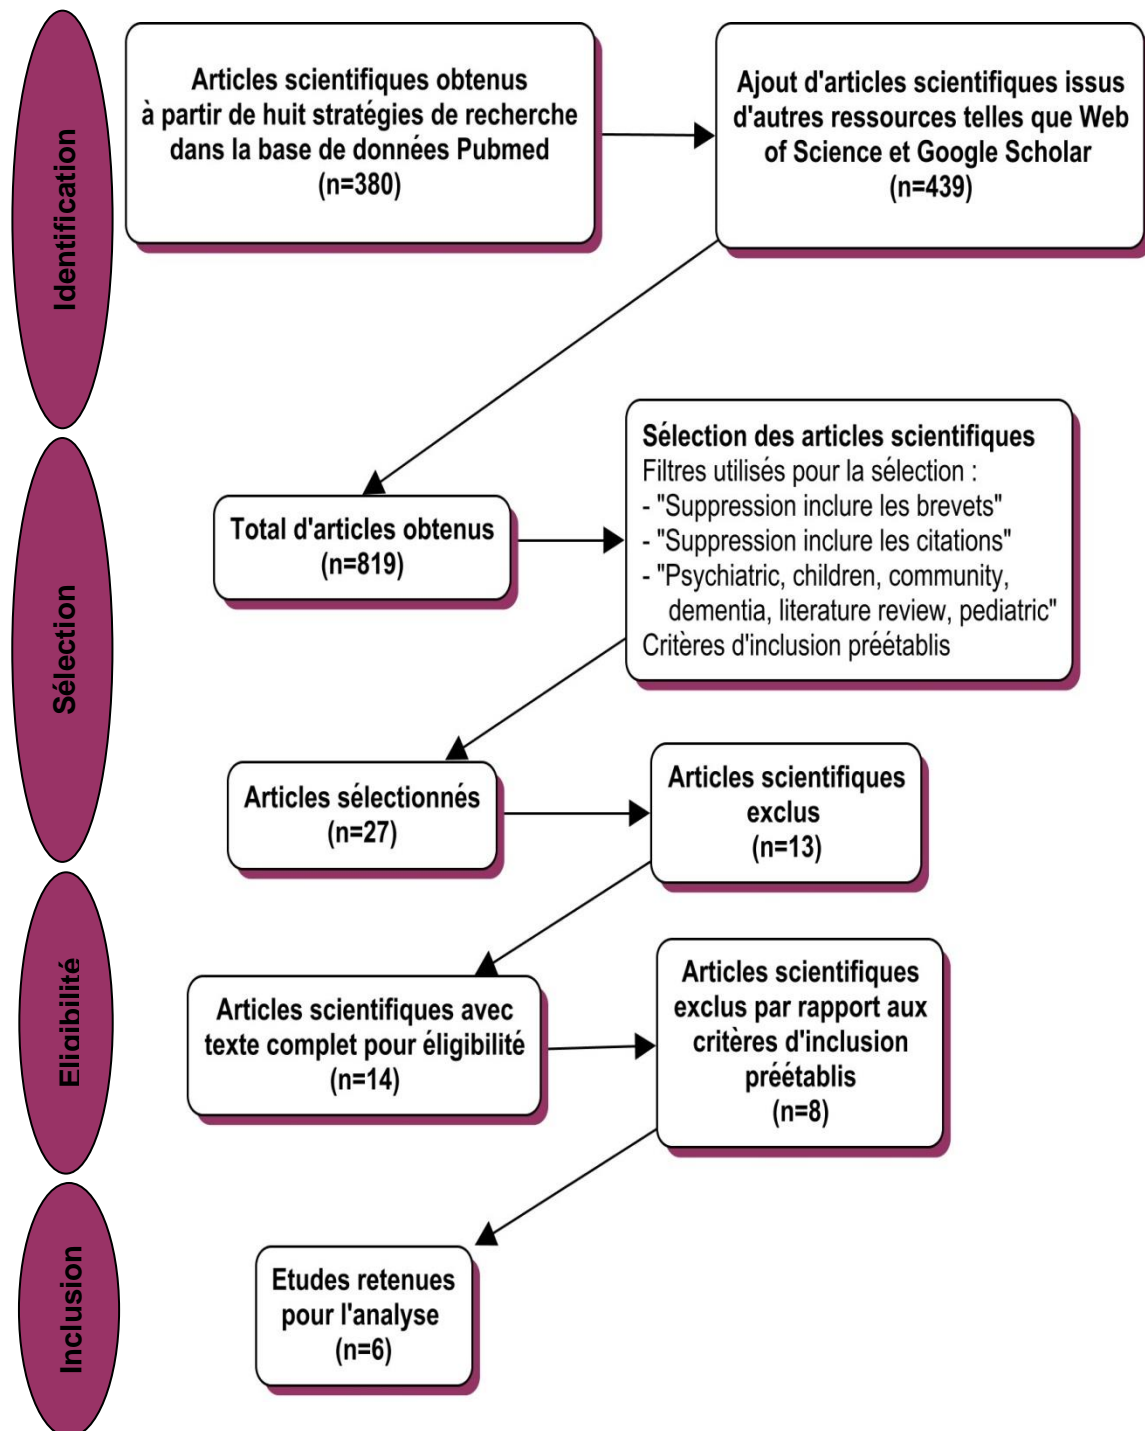 Identification
Articles scientifiques obtenus
à partir de huit stratégies de recherche
dans la base de données Pubmed
(n=380)
Ajout d'articles scientifiques issus
d'autres ressources telles que Web
of Science et Google Scholar
(n=439)
Sélection
Total d'articles obtenus
(n=819)
Sélection des articles scientifiques
Filtres utilisés pour la sélection :
- "Suppression inclure les brevets"
- "Suppression inclure les citations"
- "Psychiatric, children, community,
dementia, literature review, pediatric"
Critères d'inclusion préétablis
Articles sélectionnés
(n=27)
Articles scientifiques
exclus
(n=13)
Eligibilité
Articles scientifiques avec
texte complet pour éligibilité
(n=14)
Articles scientifiques
exclus par rapport aux
critères d'inclusion
préétablis
(n=8)
Inclusion
Etudes retenues
pour l'analyse
(n=6)